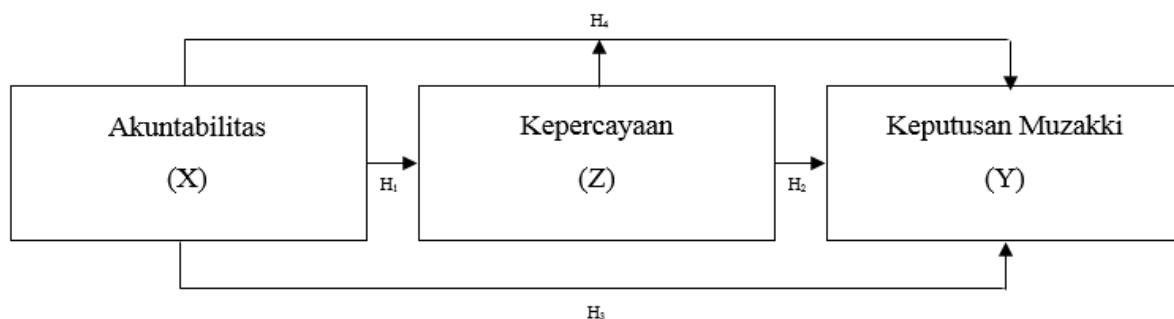 H₄
Akuntabilitas
(X)
Kepercayaan
(Z)
Keputusan Muzakki
(Y)
H₁
H₂
H₃